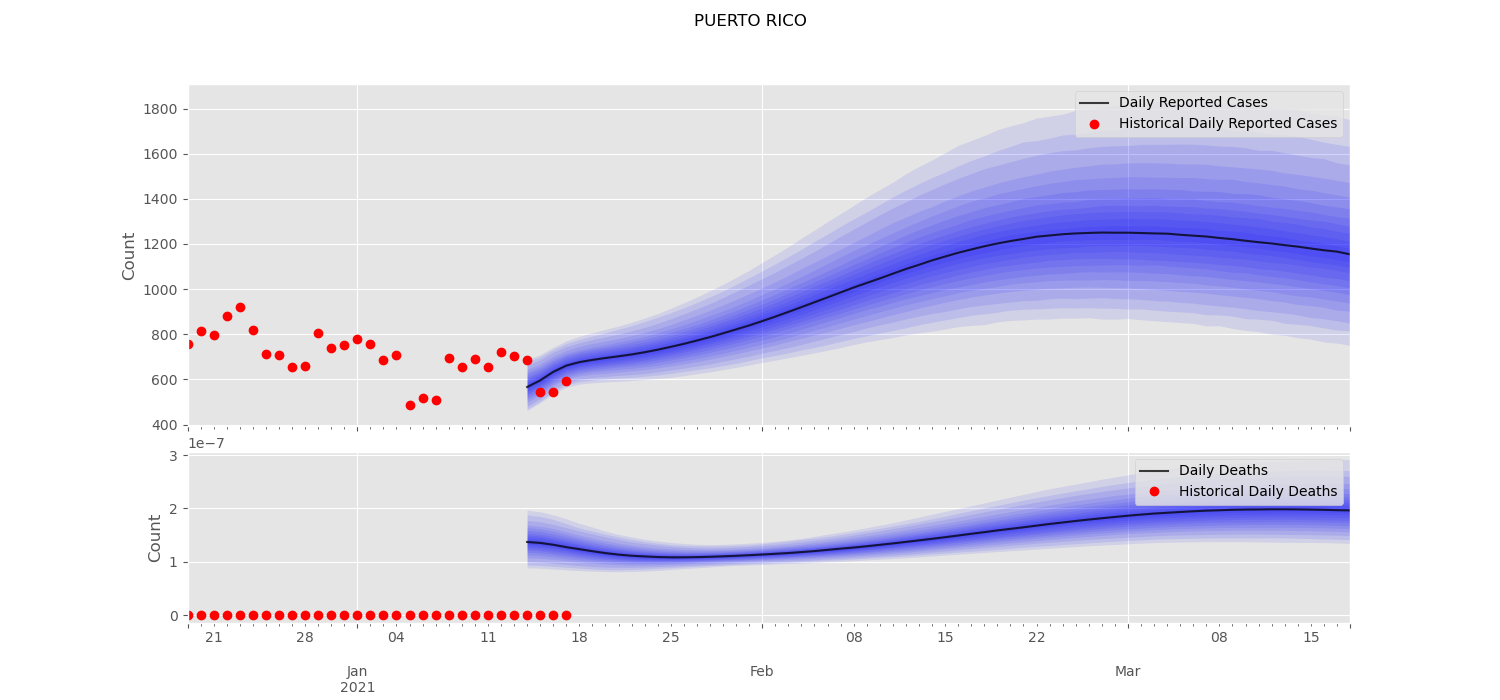 PUERTO RICO
Daily Reported Cases
Historical Daily Reported Cases
Count
1800
1600
1400
1200
1000
800
600
400
1e−7
Daily Deaths
Historical Daily Deaths
Count
3
2
1
0
21 28 04 11 18 25 08 15 22 08 15
Jan Feb Mar
2021